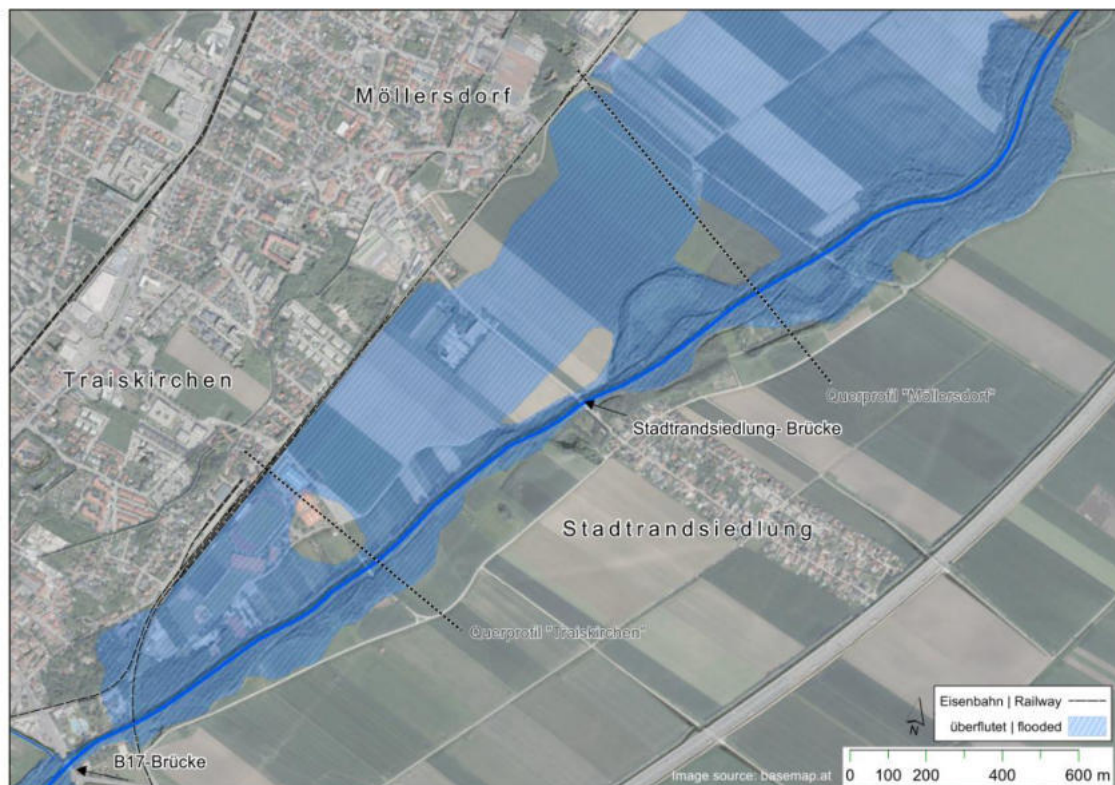 Möllersdorf
Traiskirchen
Querprofil "Möllersdorf"
Stadtrandsiedlung- Brücke
Stadtrandsiedlung
Querprofil "Traiskirchen"
B17-Brücke
N
Eisenbahn | Railway
überflutet | flooded
Image source: basemap.at
0 100 200 400 600 m